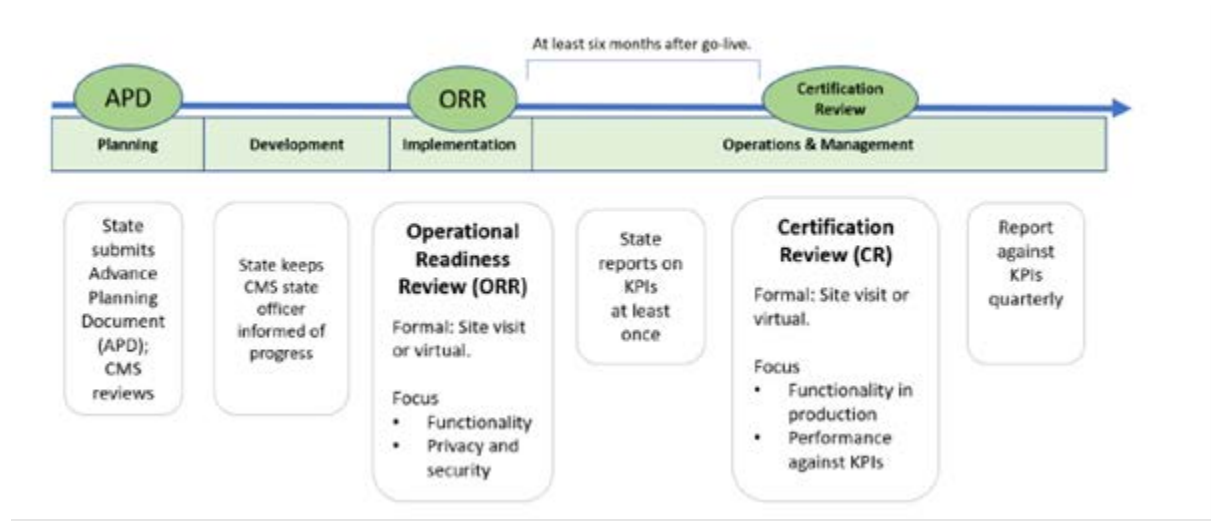 At least six months after go-live.
APD
ORR
Certification
Review
Planning
Development
Implementation
Operations & Management
State
submits
Advance
Planning
Document
(APD);
CMS
reviews
State keeps
CMS state
officer
informed of
progress
Operational
Readiness
Review (ORR)
Formal: Site visit
or virtual.
Focus
• Functionality
• Privacy and
security
State
reports on
KPIs
at least
once
Certification
Review (CR)
Formal: Site visit or
virtual.
Focus
• Functionality in
production
• Performance
against KPIs
Report
against
KPIs
quarterly